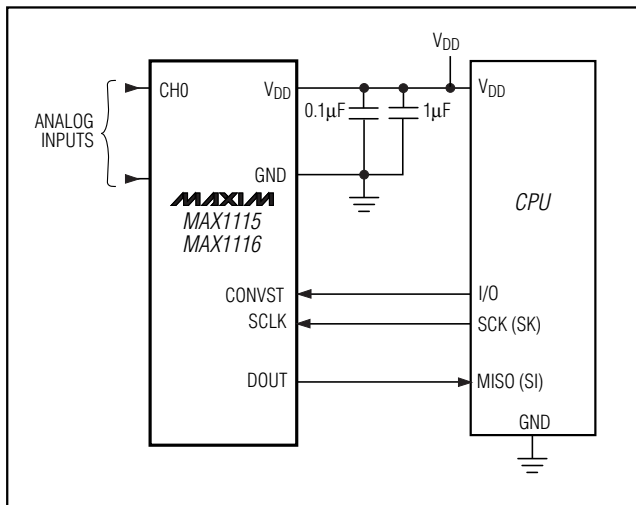 VDD
CH0
VDD
0.1µF
1µF
VDD
ANALOG
INPUTS
GND
MAXIM
MAX1115
MAX1116
CPU
CONVST
I/O
SCLK
SCK (SK)
DOUT
MISO (SI)
GND